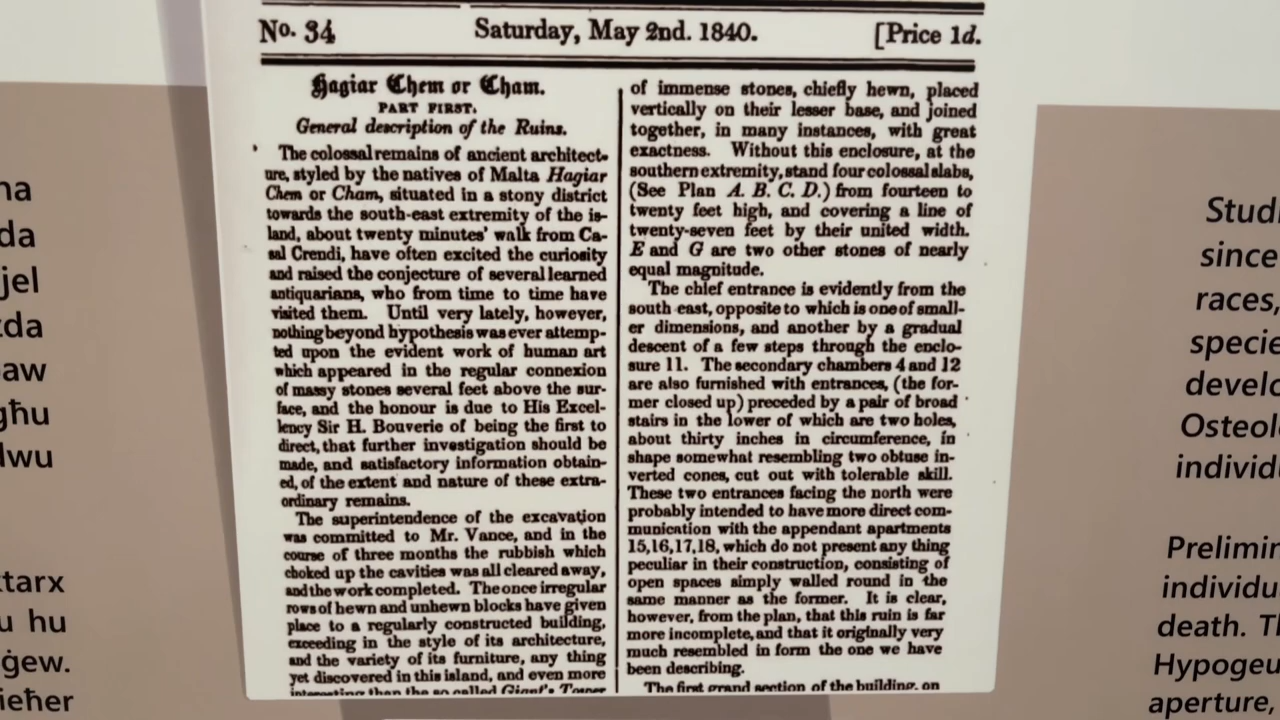 No. 34
Saturday, May 2nd. 1840.
[Price 1d.
Hagiar Chem or Cham.
PART FIRST.
General description of the Ruins.
The colossal remains of ancient architect-
ure, styled by the natives of Malta Hagiar
Chem or Cham, situated in a stony district
towards the south-east extremity of the is-
land, about twenty minutes' walk from Ca-
sal Crendi, have often excited the curiosity
and raised the conjecture of several learned
antiquarians, who from time to time have
visited them. Until very lately, however,
nothing beyond hypothesis was ever attemp-
ted upon the evident work of human art
which appeared in the regular connexion
of massy stones several feet above the sur-
face, and the honour is due to His Excel-
lency Sir H. Bouverie of being the first to
direct, that further investigation should be
made, and satisfactory information obtain-
ed, of the extent and nature of these extra-
ordinary remains.
The superintendence of the excavation
was committed to Mr. Vance, and in the
course of three months the rubbish which
choked up the cavities was all cleared away,
and the work completed. The once irregular
rows of hewn and unhewn blocks have given
place to a regularly constructed building,
exceeding in the style of its architecture,
and the variety of its furniture, any thing
yet discovered in this island, and even more
interesting than the so called Giant's Tower
of immense stones, chiefly hewn, placed
vertically on their lesser base, and joined
together, in many instances, with great
exactness. Without this enclosure, at the
southern extremity, stand four colossal slabs,
(See Plan A. B. C. D.) from fourteen to
twenty feet high, and covering a line of
twenty-seven feet by their united width.
E and G are two other stones of nearly
equal magnitude.
The chief entrance is evidently from the
south east, opposite to which is one of small-
er dimensions, and another by a gradual
descent of a few steps through the enclo-
sure 11. The secondary chambers 4 and 12
are also furnished with entrances, (the for-
mer closed up) preceded by a pair of broad
stairs in the lower of which are two holes,
about thirty inches in circumference, in
shape somewhat resembling two obtuse in-
verted cones, cut out with tolerable skill.
These two entrances facing the north were
probably intended to have more direct com-
munication with the appendant apartments
15,16,17,18, which do not present any thing
peculiar in their construction, consisting of
open spaces simply walled round in the
same manner as the former. It is clear,
however, from the plan, that this ruin is far
more incomplete, and that it originally very
much resembled in form the one we have
been describing.
The first grand section of the building, on
na
da
jel
zda
aw
għu
dwu
ktarx
u hu
ġew.
ieħer
Studi
since
races,
specie
develo
Osteolo
individu
Prelimin
individu
death. Th
Hypogeu
aperture,